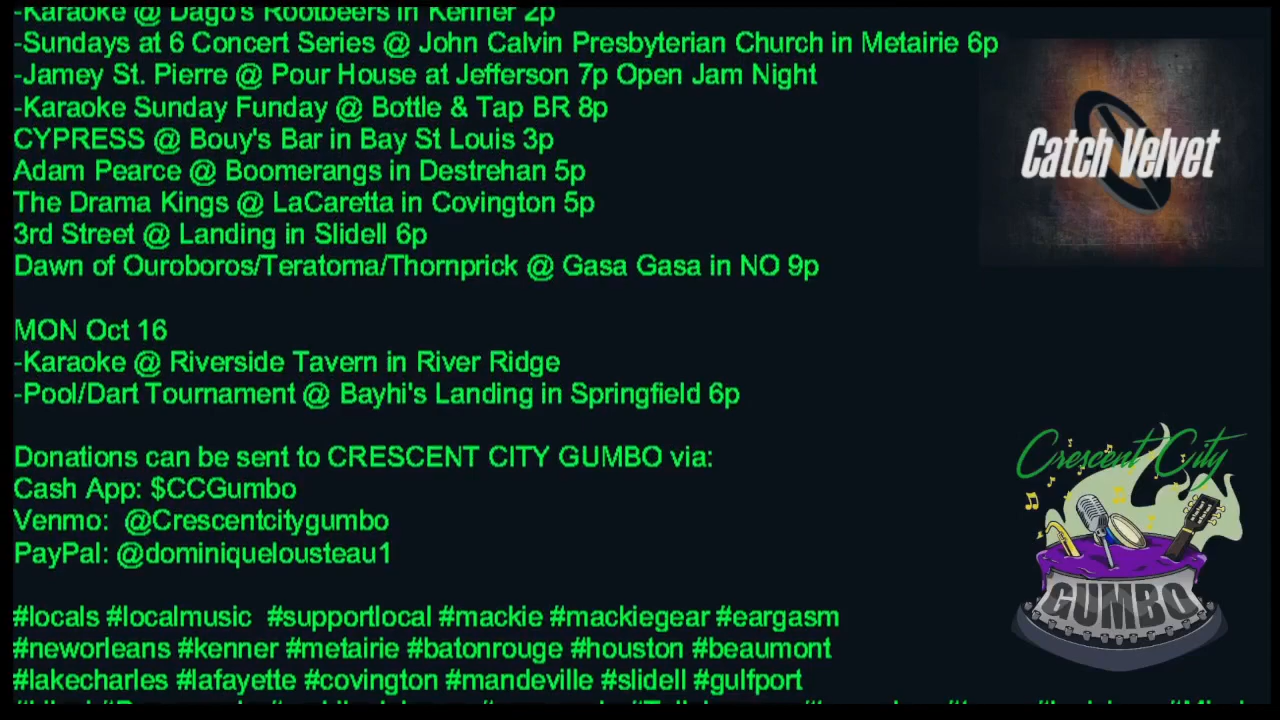 -Karaoke @ Dago's Rootbeers in Kenner 2p
-Sundays at 6 Concert Series @ John Calvin Presbyterian Church in Metairie 6p
-Jamey St. Pierre @ Pour House at Jefferson 7p Open Jam Night
-Karaoke Sunday Funday @ Bottle & Tap BR 8p
CYPRESS @ Bouy's Bar in Bay St Louis 3p
Adam Pearce @ Boomerangs in Destrehan 5p
The Drama Kings @ LaCaretta in Covington 5p
3rd Street @ Landing in Slidell 6p
Dawn of Ouroboros/Teratoma/Thornprick @ Gasa Gasa in NO 9p
Catch Velvet
MON Oct 16
-Karaoke @ Riverside Tavern in River Ridge
-Pool/Dart Tournament @ Bayhi's Landing in Springfield 6p
Donations can be sent to CRESCENT CITY GUMBO via:
Cash App: $CCGumbo
Venmo:  @Crescentcitygumbo
PayPal: @dominiquelousteau1
Crescent City
GUMBO
#locals #localmusic  #supportlocal #mackie #mackiegear #eargasm
#neworleans #kenner #metairie #batonrouge #houston #beaumont
#lakecharles #lafayette #covington #mandeville #slidell #gulfport